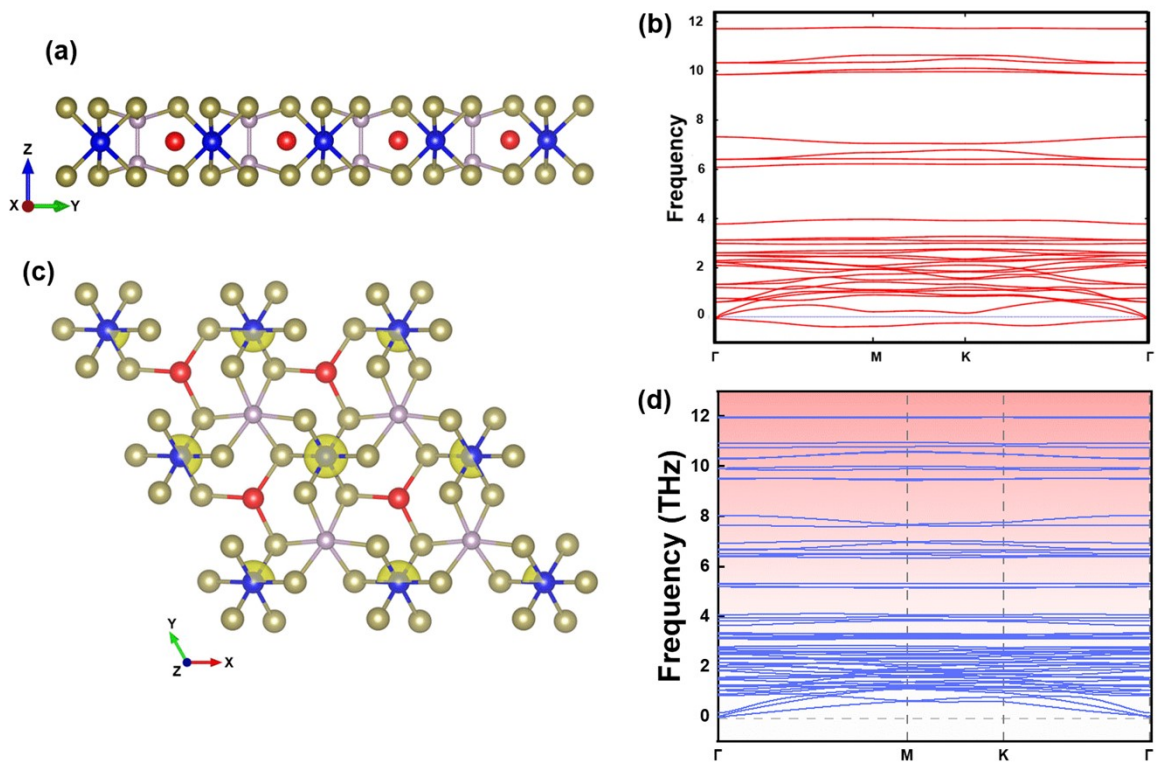 (a)
Z
X
Y
(b)
Frequency
12
10
8
6
4
2
0
Γ
M
K
Γ
(c)
Y
Z
X
(d)
Frequency (THz)
12
10
8
6
4
2
0
Γ
M
K
Γ